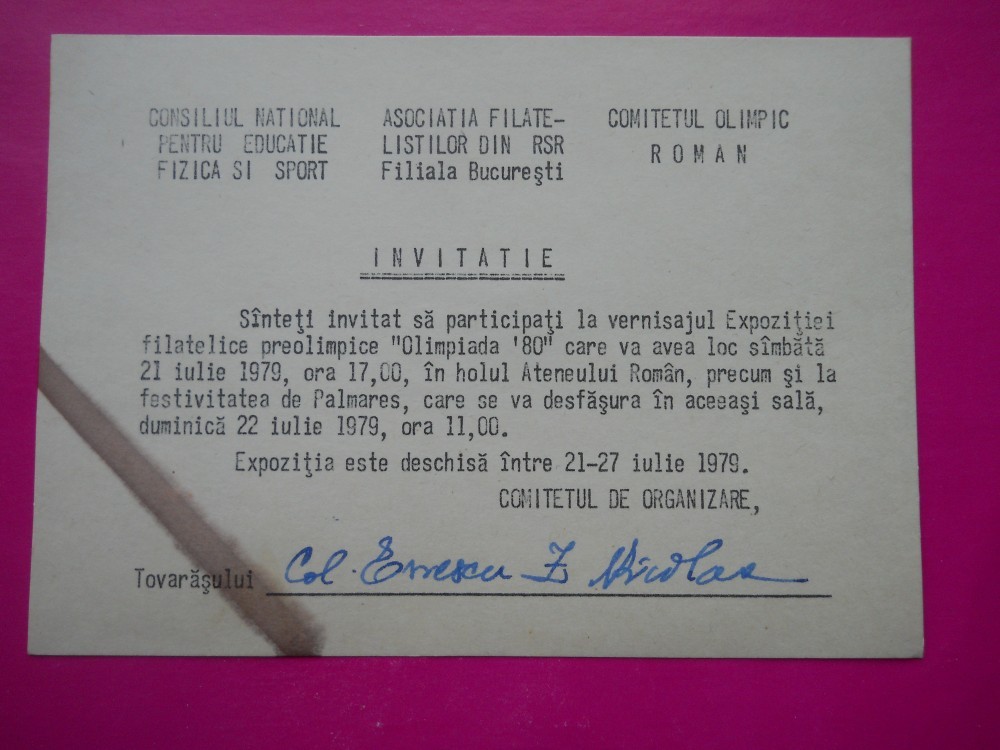 CONSILIUL NATIONAL
PENTRU EDUCATIE
FIZICA SI SPORT
ASOCIATIA FILATE-
LISTILOR DIN RSR
Filiala Bucureşti
COMITETUL OLIMPIC
R O M A N
I N V I T A T I E
Sînteţi invitat să participaţi la vernisajul Expoziţiei
filatelice preolimpice "Olimpiada '80" care va avea loc sîmbătă
21 iulie 1979, ora 17,00, în holul Ateneului Român, precum şi la
festivitatea de Palmares, care se va desfăşura în aceeaşi sală,
duminică 22 iulie 1979, ora 11,00.
Expoziţia este deschisă între 21-27 iulie 1979.
COMITETUL DE ORGANIZARE,
Tovarăşului Col. Z Nicolae